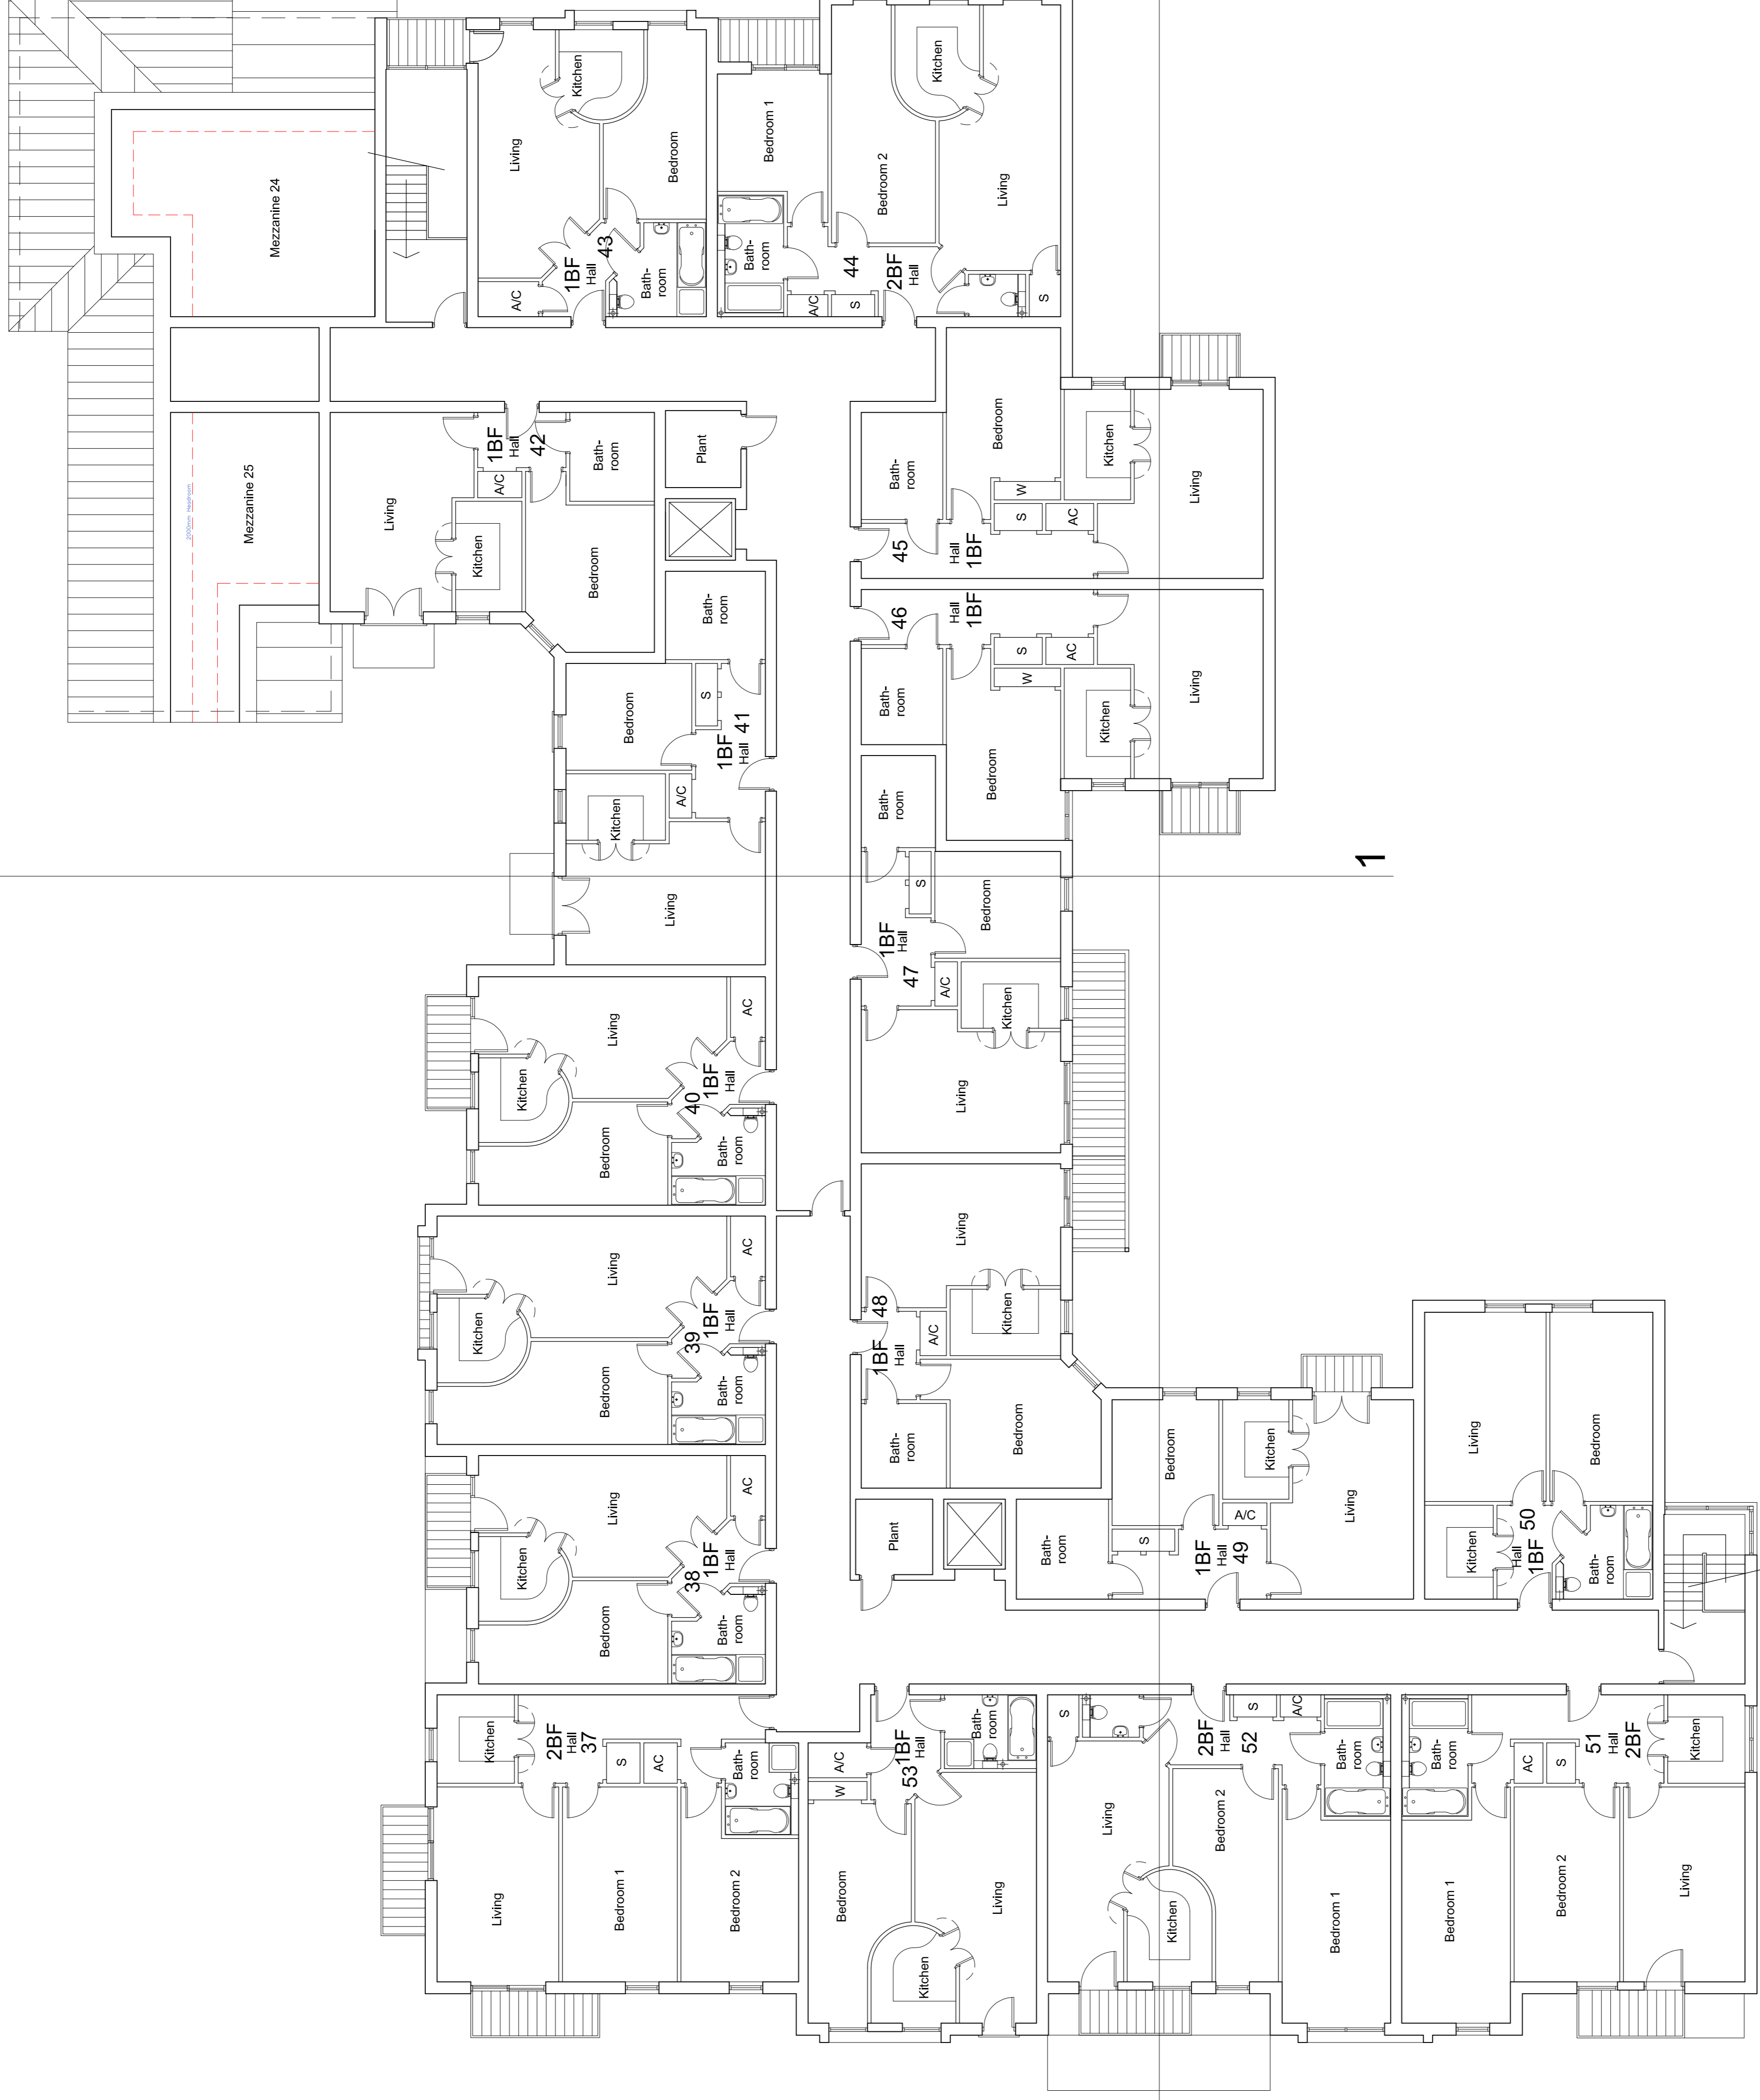 Mezzanine 24
Mezzanine 25
2000mm Headroom
Living
Kitchen
Bedroom
A/C
1BF
Hall
43
Bath-
room
Bedroom 1
Bath-
room
A/C
S
44
2BF
Hall
Bedroom 2
Kitchen
Living
S
Living
Kitchen
A/C
1BF
Hall
42
Bath-
room
Bedroom
Plant
Bath-
room
Bedroom
S
1BF
Hall
41
A/C
Kitchen
Living
Bath-
room
45
Hall
1BF
Bedroom
W
S
AC
Kitchen
Living
46
Hall
1BF
Bath-
room
Bedroom
W
S
AC
Kitchen
Living
Bath-
room
S
Bedroom
1BF
Hall
47
A/C
Kitchen
Living
1
Living
Kitchen
AC
40
1BF
Hall
Bedroom
Bath-
room
Living
Kitchen
AC
39
1BF
Hall
Bedroom
Bath-
room
Living
Kitchen
AC
38
1BF
Hall
Bedroom
Bath-
room
Living
48
1BF
Hall
A/C
Kitchen
Bath-
room
Bedroom
Plant
Bath-
room
Bedroom
S
1BF
Hall
49
A/C
Kitchen
Living
Living
Bedroom
Kitchen
Hall
1BF
50
Bath-
room
Kitchen
2BF
Hall
37
S
AC
Bath-
room
Living
Bedroom 1
Bedroom 2
A/C
W
53
1BF
Hall
Bath-
room
Bedroom
Kitchen
Living
S
2BF
Hall
52
S
A/C
Bath-
room
Living
Kitchen
Bedroom 2
Bedroom 1
Bath-
room
AC
S
51
Hall
2BF
Kitchen
Bedroom 1
Bedroom 2
Living